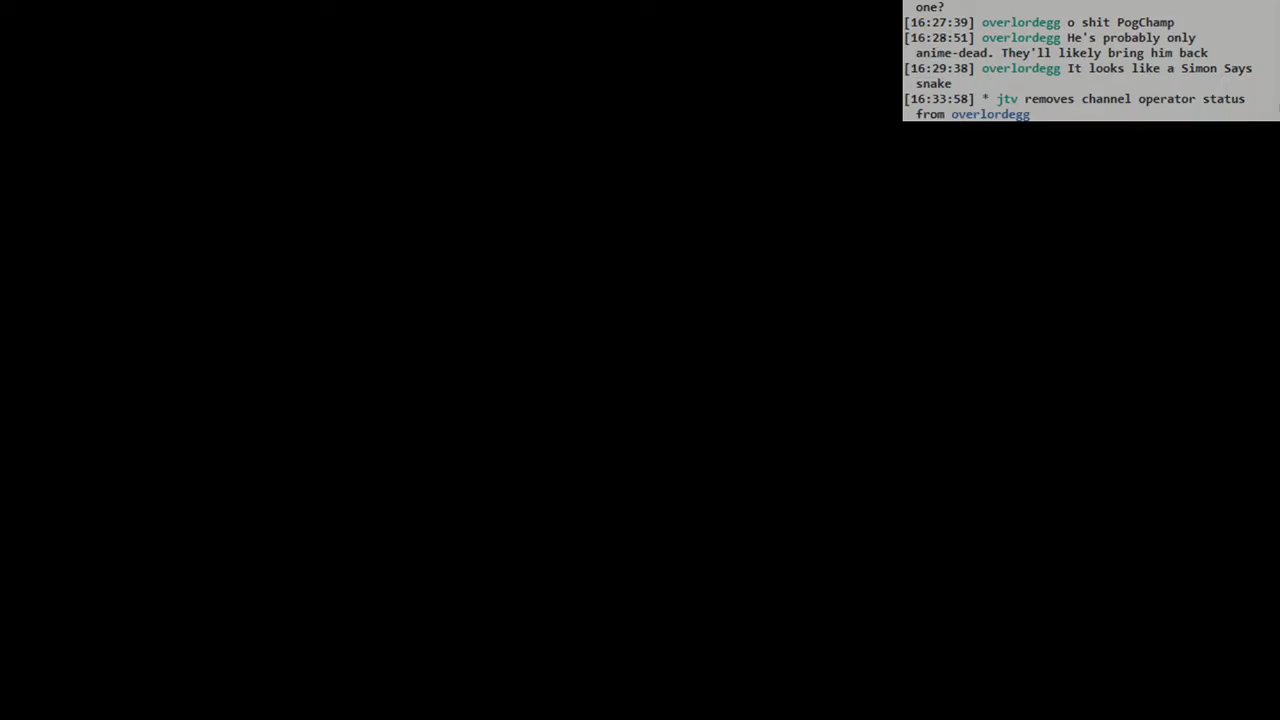 one?
[16:27:39] overlordegg o shit PogChamp
[16:28:51] overlordegg He's probably only
anime-dead. They'll likely bring him back
[16:29:38] overlordegg It looks like a Simon Says
snake
[16:33:58] * jtv removes channel operator status
from overlordegg